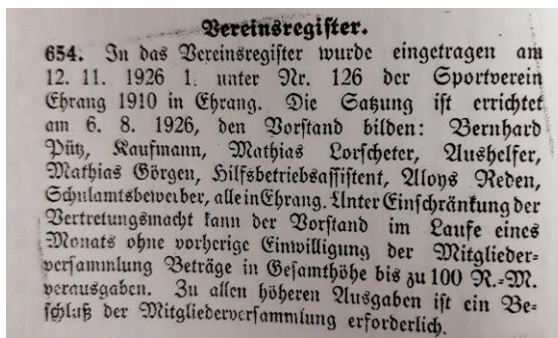 Vereinsregister.
654. In das Vereinsregister wurde eingetragen am
12. 11. 1926 1. unter Nr. 126 der Sportverein
Ehrang 1910 in Ehrang. Die Satzung ist errichtet
am 6. 8. 1926, den Vorstand bilden: Bernhard
Pütz, Kaufmann, Mathias Lorscheter, Aushelfer,
Mathias Görgen, Hilfsbetriebsassistent, Aloys Reden,
Schulamtsbewerber, alle in Ehrang. Unter Einschränkung der
Vertretungsmacht kann der Vorstand im Laufe eines
Monats ohne vorherige Einwilligung der Mitglieder-
versammlung Beträge in Gesamthöhe bis zu 100 R.-M.
verausgaben. Zu allen höheren Ausgaben ist ein Be-
schluß der Mitgliederversammlung erforderlich.